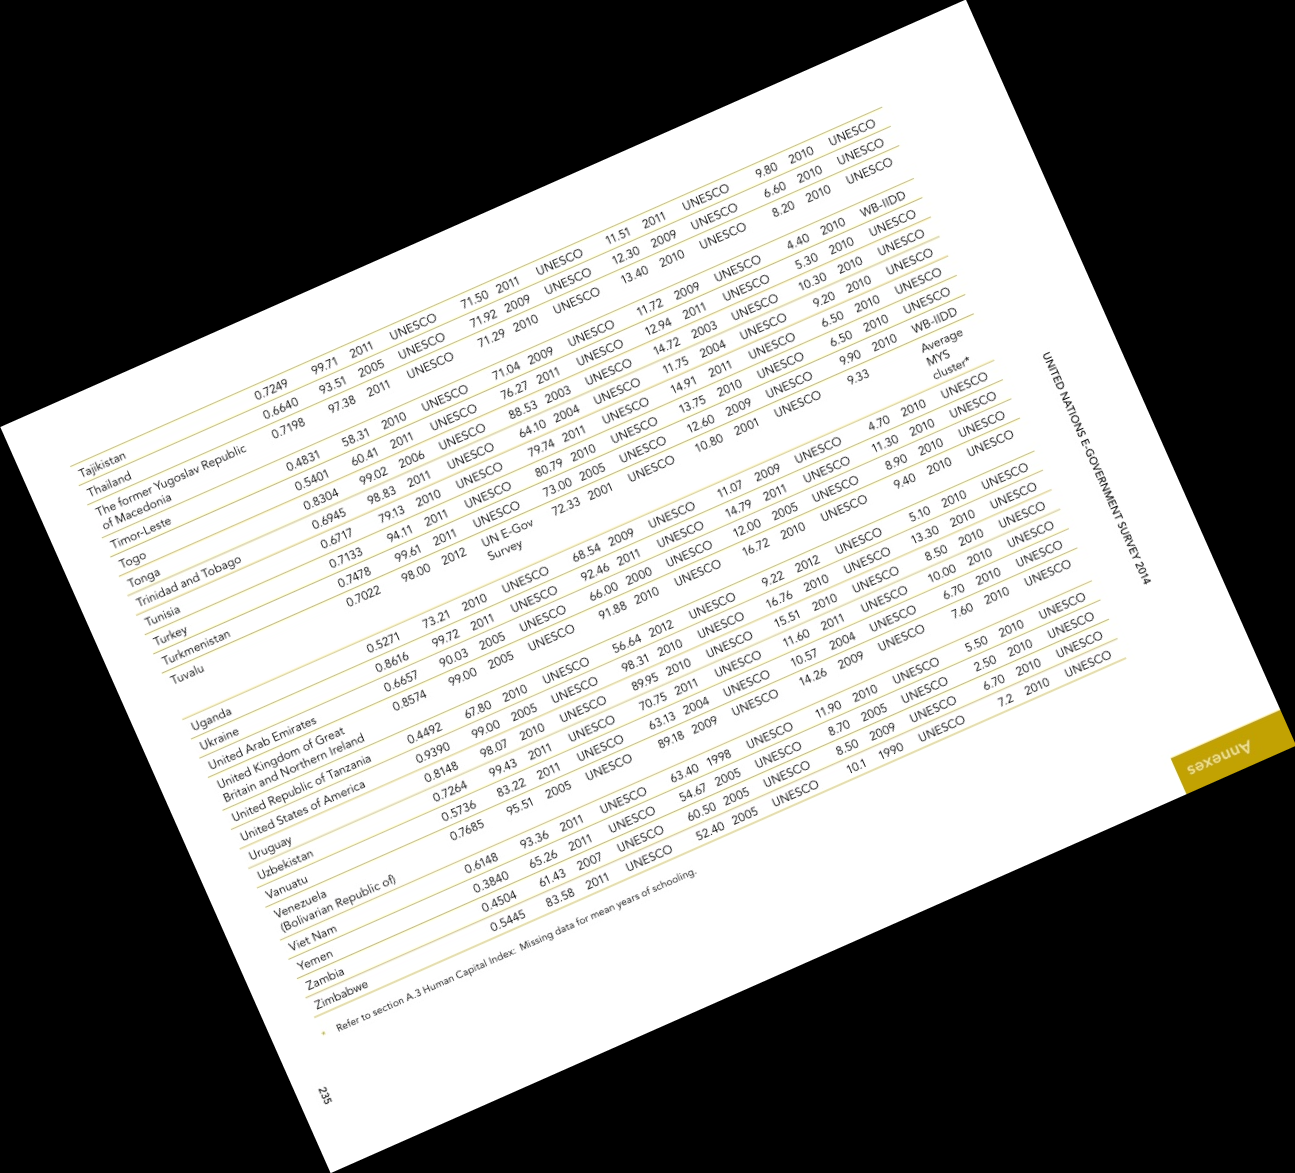 UNITED NATIONS E-GOVERNMENT SURVEY 2014
Annexes
Tajikistan 0.7249 99.71 2011 UNESCO 71.50 2011 UNESCO 11.51 2011 UNESCO 9.80 2010 UNESCO
Thailand 0.6640 93.51 2005 UNESCO 71.92 2009 UNESCO 12.30 2009 UNESCO 6.60 2010 UNESCO
The former Yugoslav Republic 0.7198 97.38 2011 UNESCO 71.29 2010 UNESCO 13.40 2010 UNESCO 8.20 2010 UNESCO
of Macedonia
Timor-Leste 0.4831 58.31 2010 UNESCO 71.04 2009 UNESCO 11.72 2009 UNESCO 4.40 2010 WB-IIDD
Togo 0.5401 60.41 2011 UNESCO 76.27 2011 UNESCO 12.94 2011 UNESCO 5.30 2010 UNESCO
Tonga 0.8304 99.02 2006 UNESCO 88.53 2003 UNESCO 14.72 2003 UNESCO 10.30 2010 UNESCO
Trinidad and Tobago 0.6945 98.83 2011 UNESCO 64.10 2004 UNESCO 11.75 2004 UNESCO 9.20 2010 UNESCO
Tunisia 0.6717 79.13 2010 UNESCO 79.74 2011 UNESCO 14.91 2011 UNESCO 6.50 2010 UNESCO
Turkey 0.7133 94.11 2011 UNESCO 80.79 2010 UNESCO 13.75 2010 UNESCO 6.50 2010 UNESCO
Turkmenistan 0.7478 99.61 2011 UNESCO 73.00 2005 UNESCO 12.60 2009 UNESCO 9.90 2010 WB-IIDD
Tuvalu 0.7022 98.00 2012 UN E-Gov 72.33 2001 UNESCO 10.80 2001 UNESCO 9.33 Average
Survey MYS
cluster*
Uganda 0.5271 73.21 2010 UNESCO 68.54 2009 UNESCO 11.07 2009 UNESCO 4.70 2010 UNESCO
Ukraine 0.8616 99.72 2011 UNESCO 92.46 2011 UNESCO 14.79 2011 UNESCO 11.30 2010 UNESCO
United Arab Emirates 0.6657 90.03 2005 UNESCO 66.00 2000 UNESCO 12.00 2005 UNESCO 8.90 2010 UNESCO
United Kingdom of Great 0.8574 99.00 2005 UNESCO 91.88 2010 UNESCO 16.72 2010 UNESCO 9.40 2010 UNESCO
Britain and Northern Ireland
United Republic of Tanzania 0.4492 67.80 2010 UNESCO 56.64 2012 UNESCO 9.22 2012 UNESCO 5.10 2010 UNESCO
United States of America 0.9390 99.00 2005 UNESCO 98.31 2010 UNESCO 16.76 2010 UNESCO 13.30 2010 UNESCO
Uruguay 0.8148 98.07 2010 UNESCO 89.95 2010 UNESCO 15.51 2010 UNESCO 8.50 2010 UNESCO
Uzbekistan 0.7264 99.43 2011 UNESCO 70.75 2011 UNESCO 11.60 2011 UNESCO 10.00 2010 UNESCO
Vanuatu 0.5736 83.22 2011 UNESCO 63.13 2004 UNESCO 10.57 2004 UNESCO 6.70 2010 UNESCO
Venezuela 0.7685 95.51 2005 UNESCO 89.18 2009 UNESCO 14.26 2009 UNESCO 7.60 2010 UNESCO
(Bolivarian Republic of)
Viet Nam 0.6148 93.36 2011 UNESCO 63.40 1998 UNESCO 11.90 2010 UNESCO 5.50 2010 UNESCO
Yemen 0.3840 65.26 2011 UNESCO 54.67 2005 UNESCO 8.70 2005 UNESCO 2.50 2010 UNESCO
Zambia 0.4504 61.43 2007 UNESCO 60.50 2005 UNESCO 8.50 2009 UNESCO 6.70 2010 UNESCO
Zimbabwe 0.5445 83.58 2011 UNESCO 52.40 2005 UNESCO 10.1 1990 UNESCO 7.2 2010 UNESCO
* Refer to section A.3 Human Capital Index: Missing data for mean years of schooling.
235